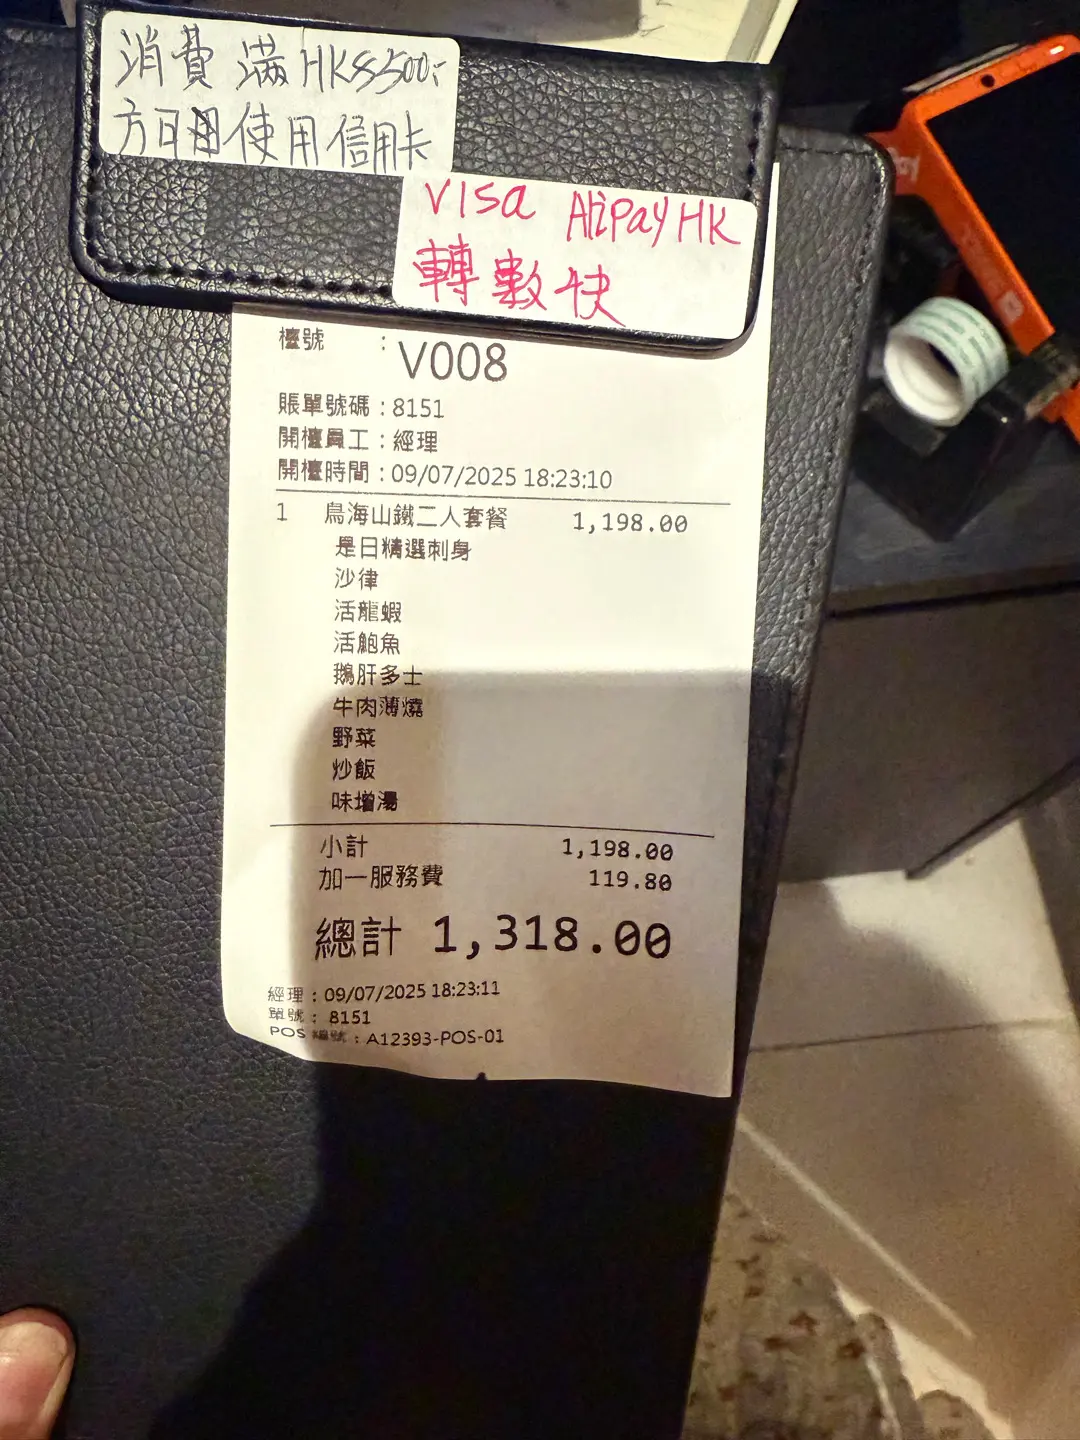 消費滿HK$500:-
方可用使用信用卡
VISA AlipayHK
轉數快
檯號 : V008
賬單號碼 : 8151
開檯員工 : 經理
開檯時間 : 09/07/2025 18:23:10
1 鳥海山鐵二人套餐 1,198.00
是日精選刺身
沙律
活龍蝦
活鮑魚
鵝肝多士
牛肉薄燒
野菜
炒飯
味增湯
小計 1,198.00
加一服務費 119.80
總計 1,318.00
經理 : 09/07/2025 18:23:11
單號 : 8151
POS 編號 : A12393-POS-01